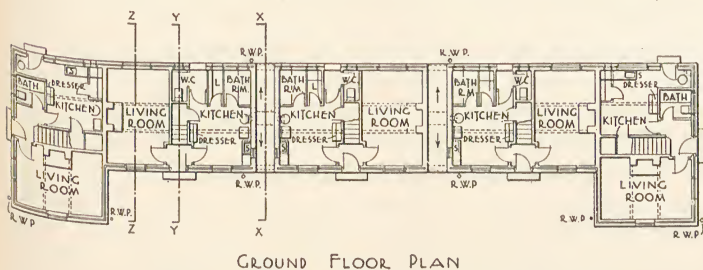 Z Y X
R.W.P. R.W.P.
S
DRESSER
BATH
KITCHEN
LIVING ROOM
W.C.
L
BATH RM.
LIVING ROOM
KITCHEN
DRESSER
S
BATH RM.
L
W.C.
KITCHEN
DRESSER
S
LIVING ROOM
BATH RM.
L
W.C.
KITCHEN
DRESSER
S
LIVING ROOM
S
DRESSER
BATH
KITCHEN
LIVING ROOM
R.W.P. R.W.P. R.W.P. R.W.P. R.W.P. R.W.P.
Z Y X
GROUND FLOOR PLAN